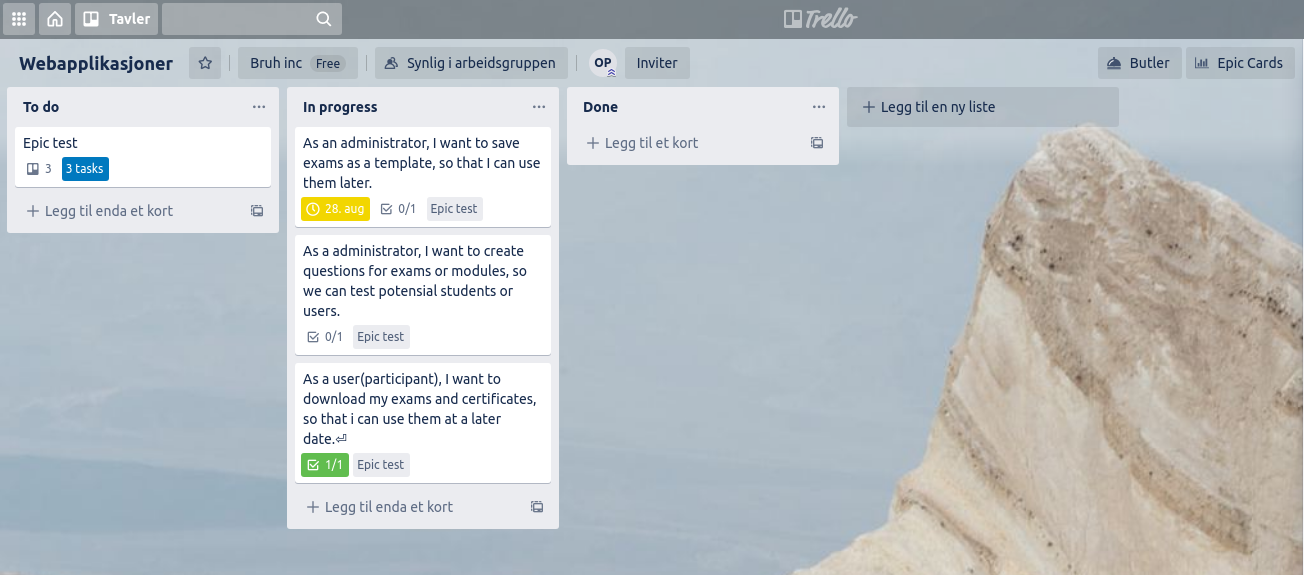 Tavler
Trello
Webapplikasjoner
Bruh inc Free
Synlig i arbeidsgruppen
OP
Inviter
Butler
Epic Cards
To do
Epic test
3 3 tasks
Legg til enda et kort
In progress
As an administrator, I want to save
exams as a template, so that I can use
them later.
28. aug 0/1 Epic test
As a administrator, I want to create
questions for exams or modules, so
we can test potensial students or
users.
0/1 Epic test
As a user(participant), I want to
download my exams and certificates,
so that i can use them at a later
date.⏎
1/1 Epic test
Legg til enda et kort
Done
Legg til et kort
Legg til en ny liste